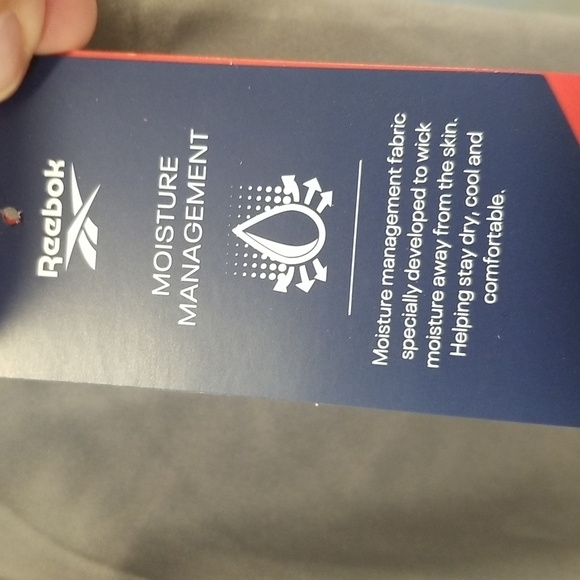 Reebok
MOISTURE
MANAGEMENT
Moisture management fabric
specially developed to wick
moisture away from the skin.
Helping stay dry, cool and
comfortable.